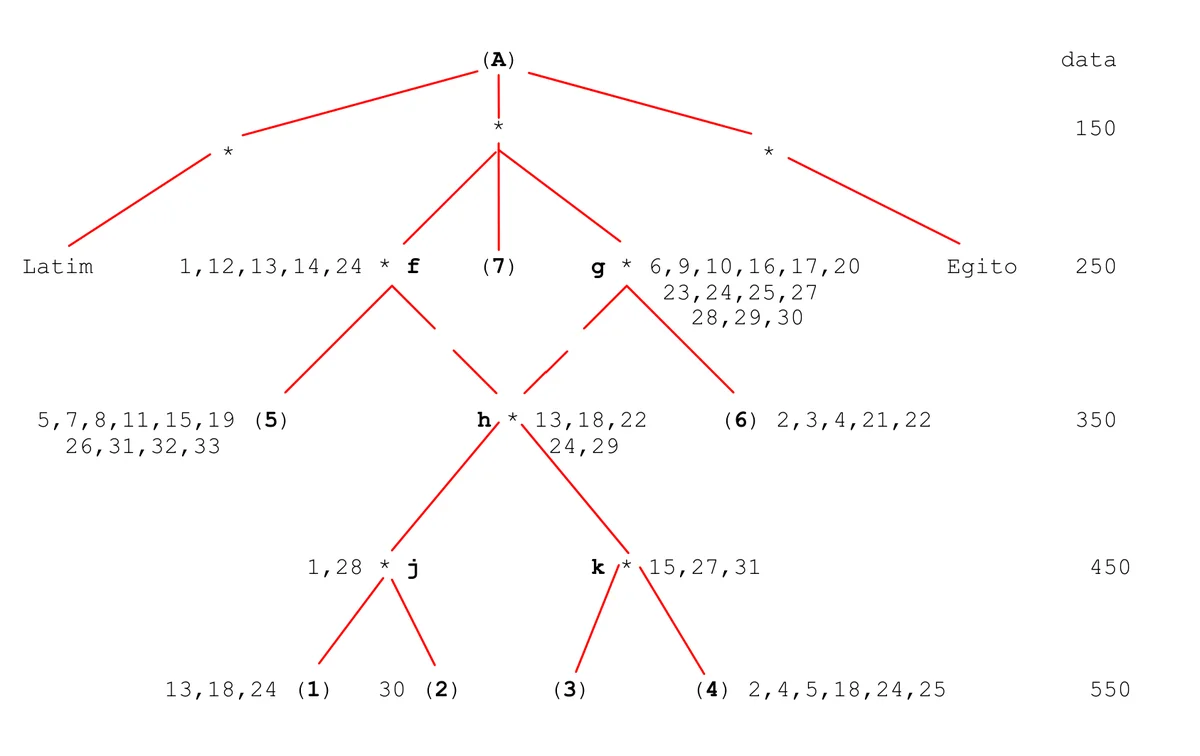 (A) data
* 150
* *
Latim 1,12,13,14,24 * f (7) g * 6,9,10,16,17,20 Egito 250
23,24,25,27
28,29,30
5,7,8,11,15,19 (5) h * 13,18,22 (6) 2,3,4,21,22 350
26,31,32,33 24,29
1,28 * j k * 15,27,31 450
13,18,24 (1) 30 (2) (3) (4) 2,4,5,18,24,25 550